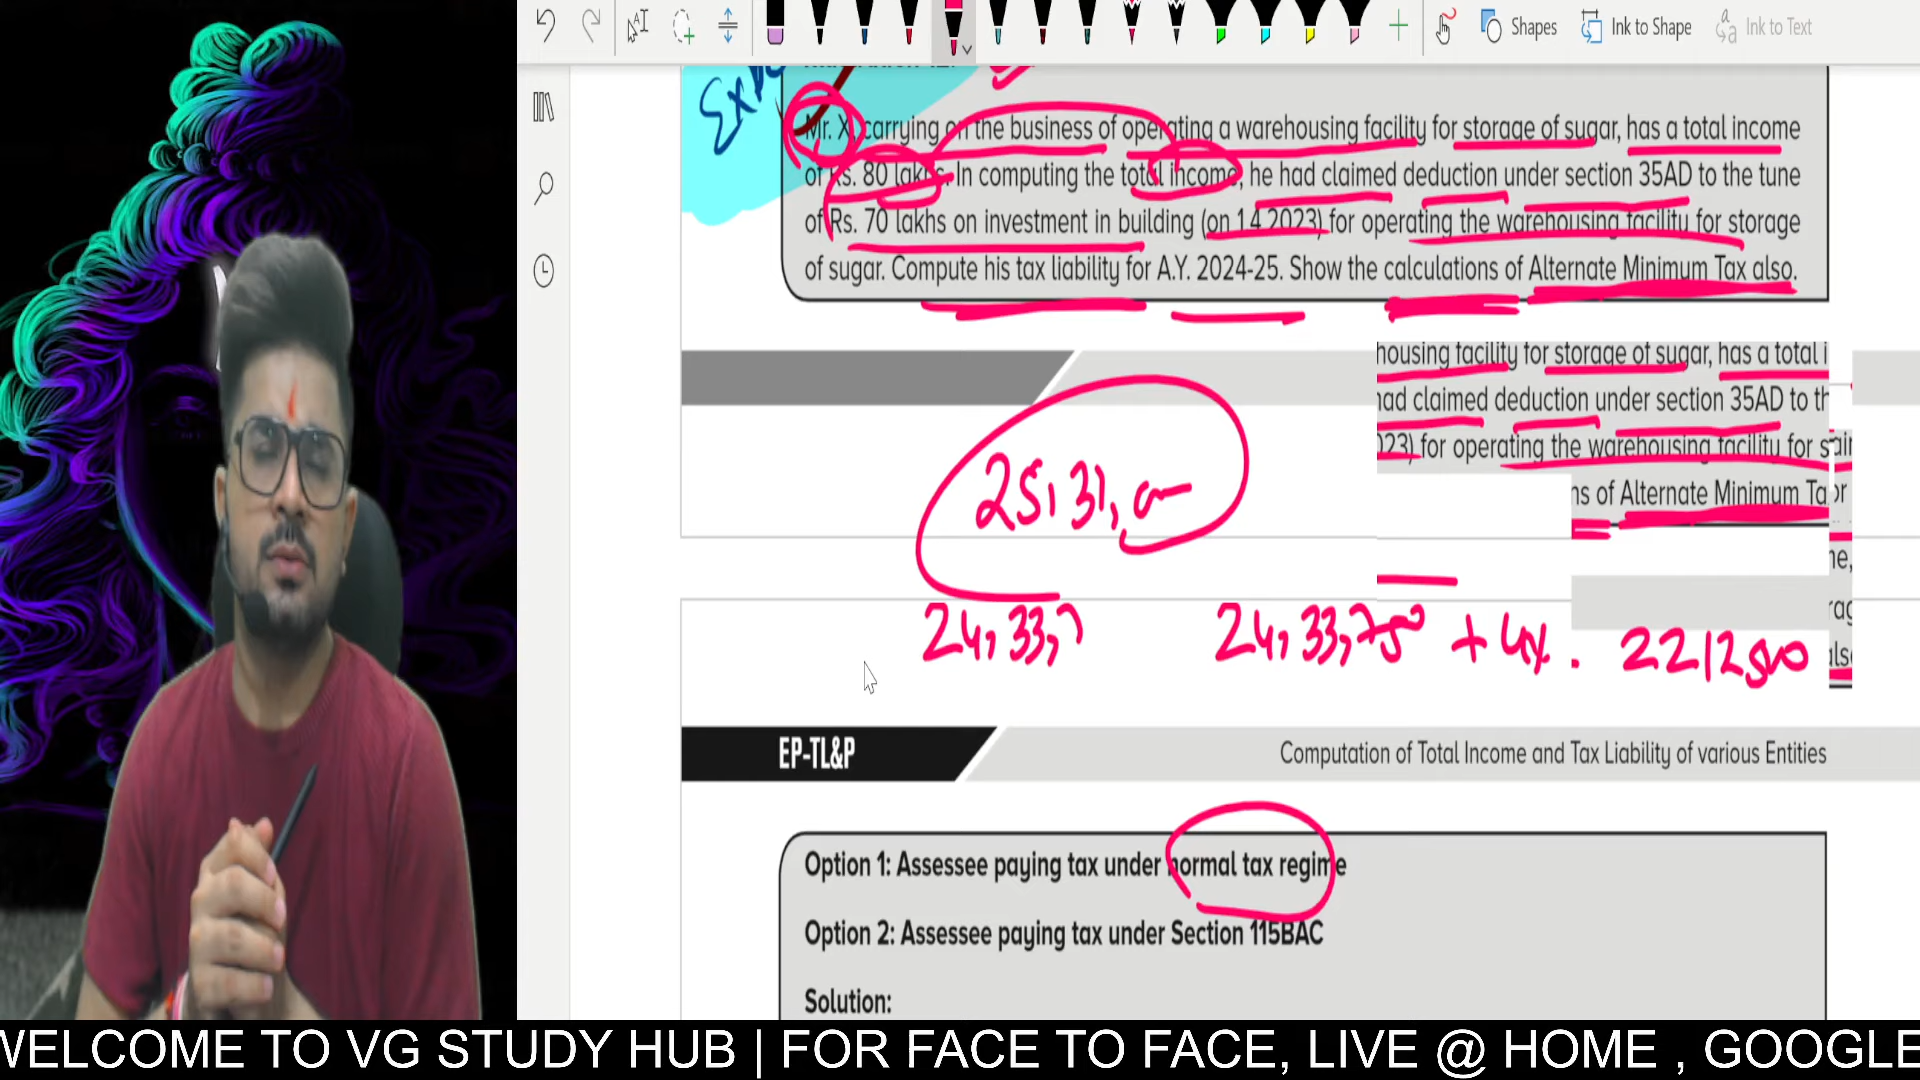 Shapes
Ink to Shape
Ink to Text
Mr. X, carrying on the business of operating a warehousing facility for storage of sugar, has a total income
of Rs. 80 lakhs. In computing the total income, he had claimed deduction under section 35AD to the tune
of Rs. 70 lakhs on investment in building (on 1.4.2023) for operating the warehousing facility for storage
of sugar. Compute his tax liability for A.Y. 2024-25. Show the calculations of Alternate Minimum Tax also.
housing facility for storage of sugar, has a total i
had claimed deduction under section 35AD to th
023) for operating the warehousing facility for s
ns of Alternate Minimum Ta
25,31,
24,33,
24,33,750 + 4%. 2212500
EP-TL&P
Computation of Total Income and Tax Liability of various Entities
Option 1: Assessee paying tax under normal tax regime
Option 2: Assessee paying tax under Section 115BAC
Solution:
WELCOME TO VG STUDY HUB | FOR FACE TO FACE, LIVE @ HOME , GOOGLE